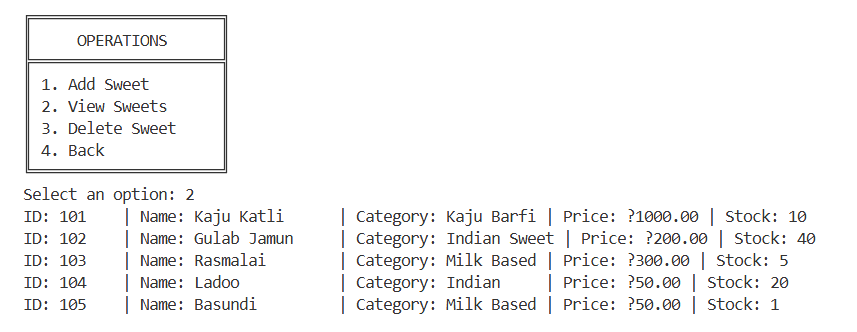 OPERATIONS
1. Add Sweet
2. View Sweets
3. Delete Sweet
4. Back
Select an option: 2
ID: 101    | Name: Kaju Katli      | Category: Kaju Barfi | Price: ?1000.00 | Stock: 10
ID: 102    | Name: Gulab Jamun     | Category: Indian Sweet | Price: ?200.00 | Stock: 40
ID: 103    | Name: Rasmalai        | Category: Milk Based | Price: ?300.00 | Stock: 5
ID: 104    | Name: Ladoo           | Category: Indian     | Price: ?50.00 | Stock: 20
ID: 105    | Name: Basundi         | Category: Milk Based | Price: ?50.00 | Stock: 1